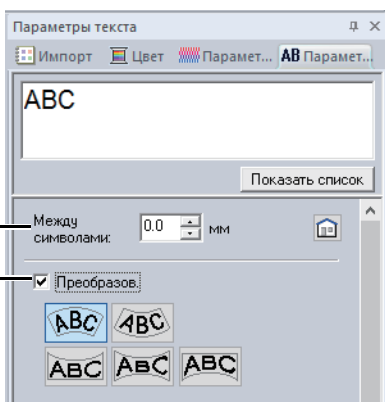 Параметры текста
Импорт Цвет Парамет... AB Парамет...
ABC
Показать список
Между
символами:
0.0 мм
Преобразов.
ABC ABC
ABC ABC ABC